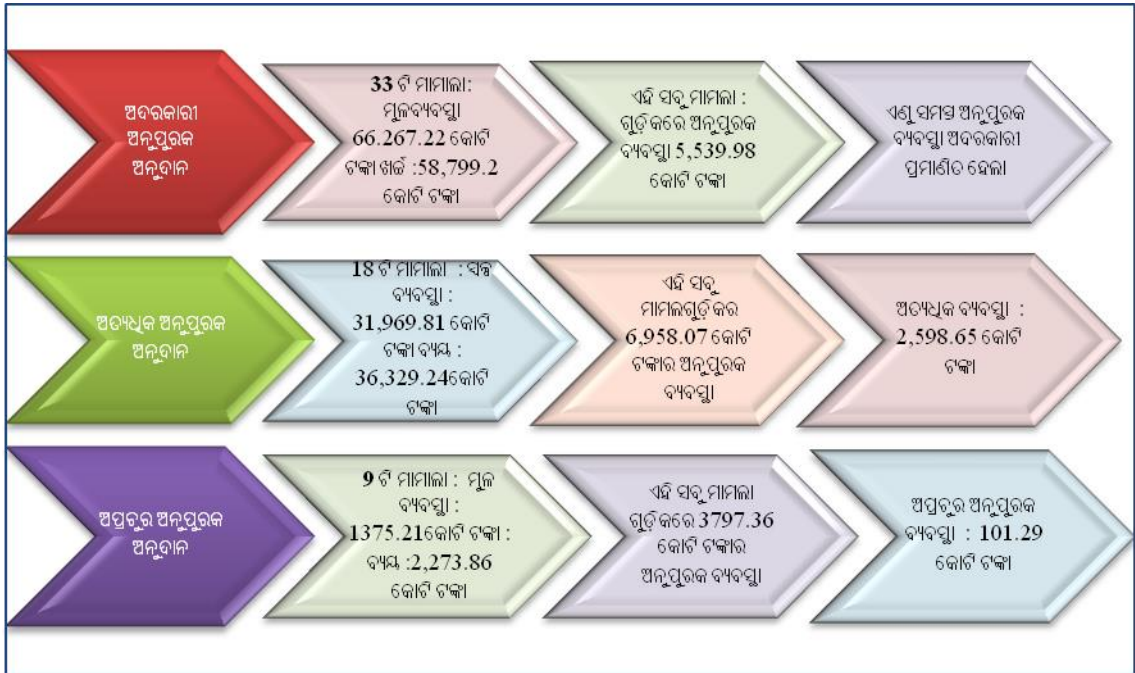 ଅଦରକାରୀ
ଅନୁପୁରକ
ଅନୁଦାନ
33 ଟି ମାମାଲା:
ମୁଳବ୍ୟବସ୍ଥା
66.267.22 କୋଟି
ଟଙ୍କା ଖର୍ଚ୍ଚ :58,799.2
କୋଟି ଟଙ୍କା
ଏହି ସବୁ ମାମଲା :
ଗୁଡ଼ିକରେ ଅନୁପୁରକ
ବ୍ୟବସ୍ଥା 5,539.98
କୋଟି ଟଙ୍କା
ଏଣୁ ସମସ୍ତ ଅନୁପୁରକ
ବ୍ୟବସ୍ଥା ଅଦରକାରୀ
ପ୍ରମାଣିତ ହେଲା
ଅତ୍ୟଧିକ ଅନୁପୁରକ
ଅନୁଦାନ
18 ଟି ମାମାଲା :
ବ୍ୟବସ୍ଥା :
31,969.81 କୋଟି
ଟଙ୍କା ବ୍ୟୟ :
36,329.24କୋଟି
ଟଙ୍କା
ଏହି ସବୁ
ମାମଲାଗୁଡ଼ିକର
6,958.07 କୋଟି
ଟଙ୍କାର ଅନୁପୁରକ
ବ୍ୟବସ୍ଥା
ଅତ୍ୟଧିକ ବ୍ୟବସ୍ଥା :
2,598.65 କୋଟି
ଟଙ୍କା
ଅପ୍ରଚୁର ଅନୁପୁରକ
ଅନୁଦାନ
9 ଟି ମାମାଲା : ମୁଳ
ବ୍ୟବସ୍ଥା :
1375.21କୋଟି ଟଙ୍କା :
ବ୍ୟୟ :2,273.86
କୋଟି ଟଙ୍କା
ଏହି ସବୁ ମାମଲା
ଗୁଡ଼ିକରେ 3797.36
କୋଟି ଟଙ୍କାର
ଅନୁପୁରକ ବ୍ୟବସ୍ଥା
ଅପ୍ରଚୁର ଅନୁପୁରକ
ବ୍ୟବସ୍ଥା : 101.29
କୋଟି ଟଙ୍କା